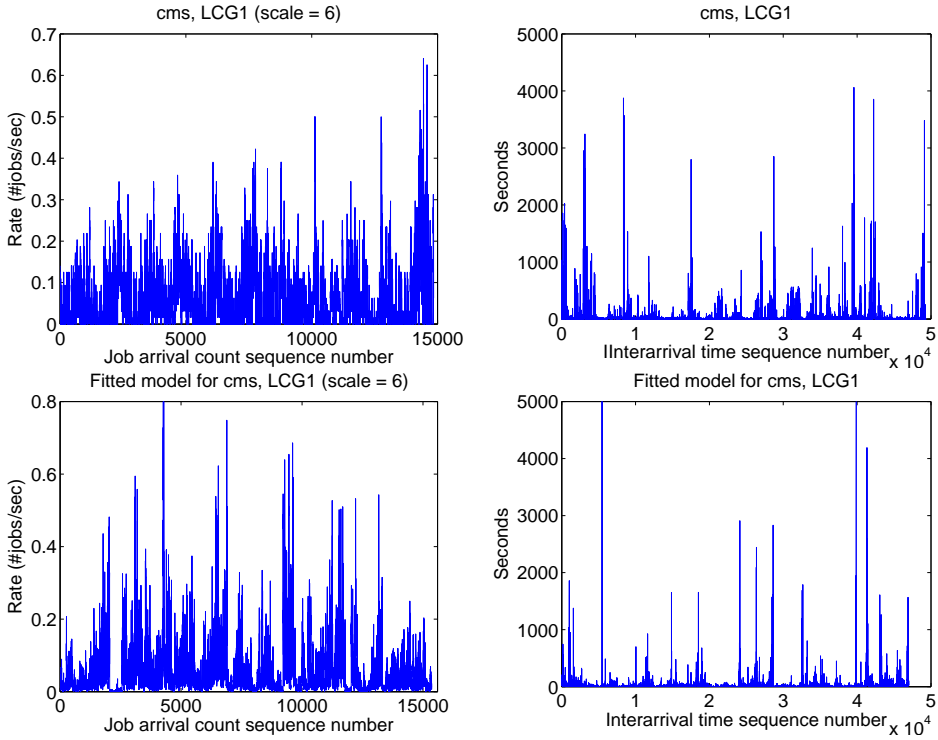 cms, LCG1 (scale = 6)
0.7
0.6
0.5
0.4
0.3
0.2
0.1
0
Rate (#jobs/sec)
0 5000 10000 15000
Job arrival count sequence number
cms, LCG1
5000
4000
3000
2000
1000
0
Seconds
0 1 2 3 4 5
IInterarrival time sequence number x 10^4
Fitted model for cms, LCG1 (scale = 6)
0.8
0.6
0.4
0.2
0
Rate (#jobs/sec)
0 5000 10000 15000
Job arrival count sequence number
Fitted model for cms, LCG1
5000
4000
3000
2000
1000
0
Seconds
0 1 2 3 4 5
Interarrival time sequence number x 10^4